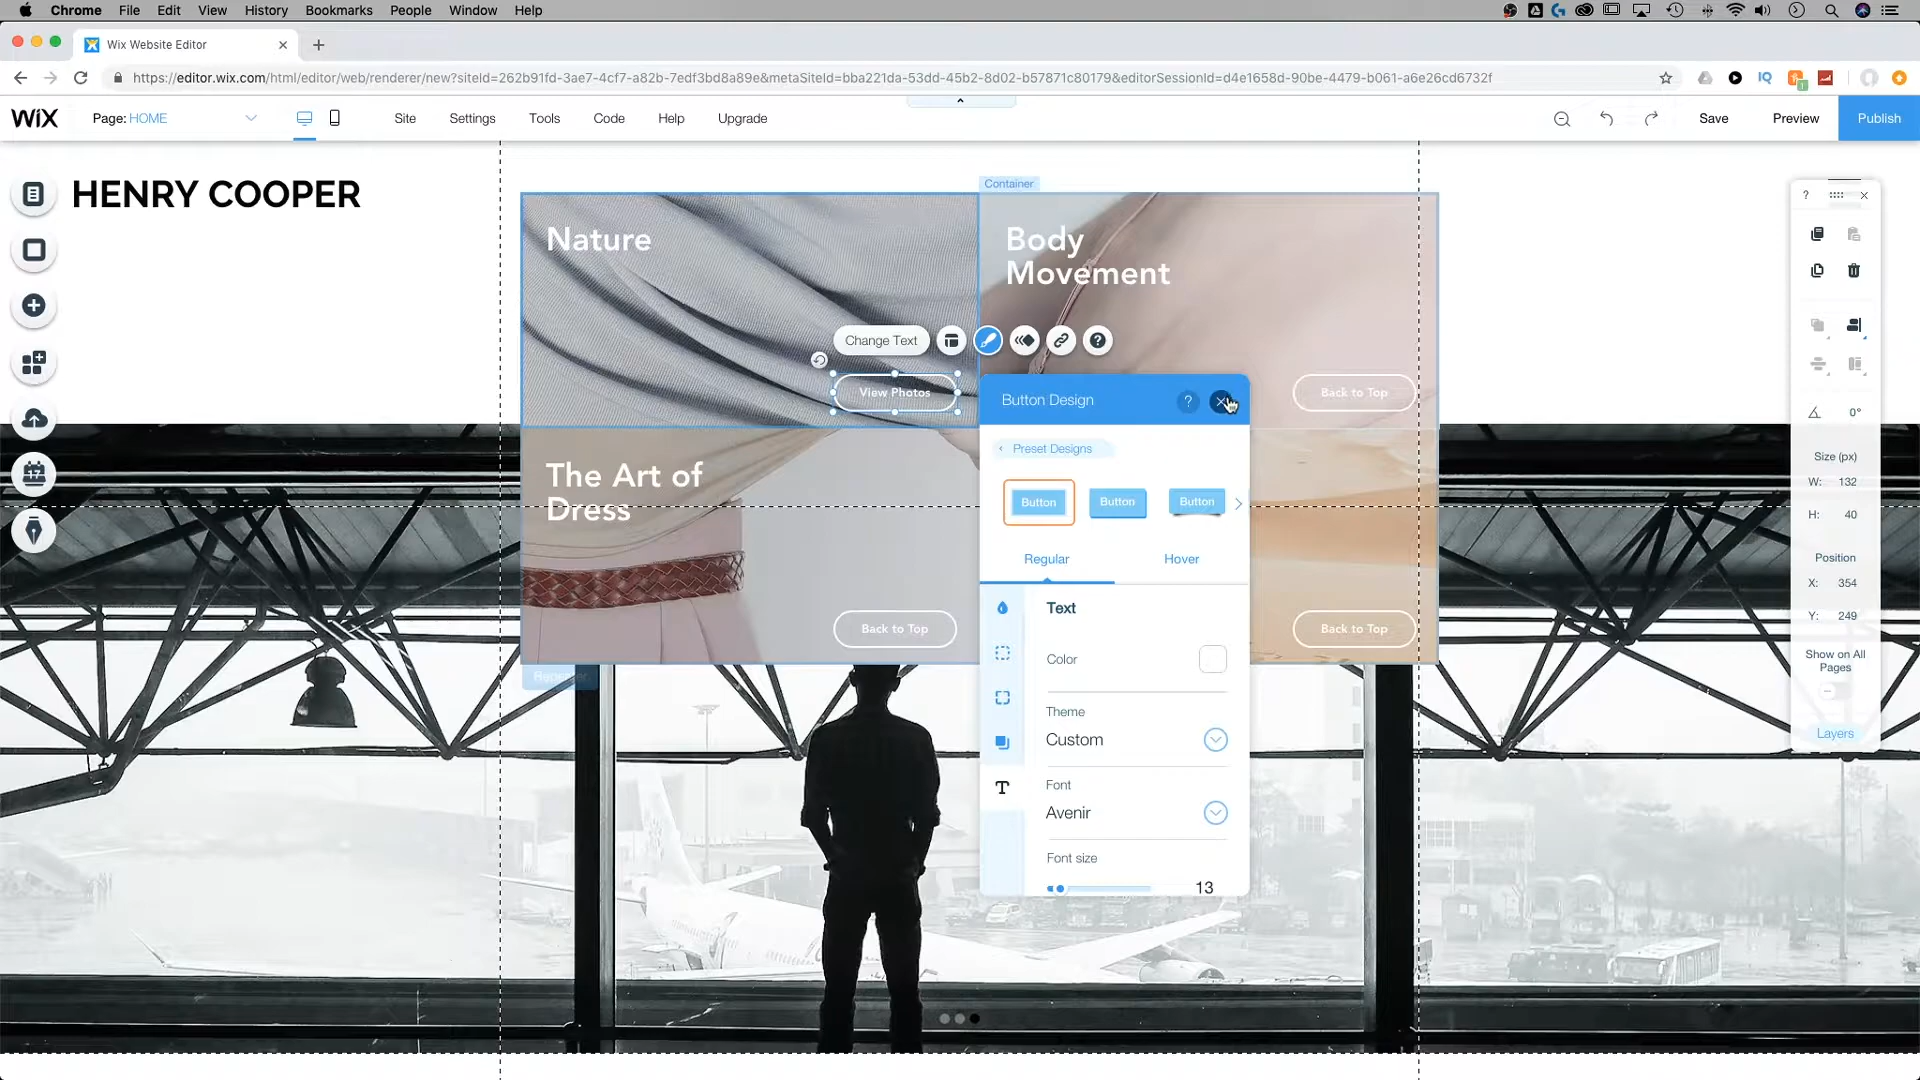 Chrome File Edit View History Bookmarks People Window Help
Wix Website Editor
https://editor.wix.com/html/editor/web/renderer/new?siteId=262b91fd-3ae7-4cf7-a82b-7edf3bd8a89e&metaSiteId=bba221da-53dd-45b2-8d02-b57871c80179&editorSessionId=d4e1658d-90be-4479-b061-a6e26cd6732f
IQ
1
WiX Page: HOME Site Settings Tools Code Help Upgrade Save Preview Publish
HENRY COOPER
Container
Nature
Body
Movement
Change Text
?
View Photos
Back to Top
The Art of
Dress
Back to Top
Back to Top
Repeater
Button Design ?
Preset Designs
Button Button Button
Regular Hover
Text
Color
Theme
Custom
Font
Avenir
T
Font size
13
17
?
0°
Size (px)
W: 132
H: 40
Position
X: 354
Y: 249
Show on All
Pages
Layers